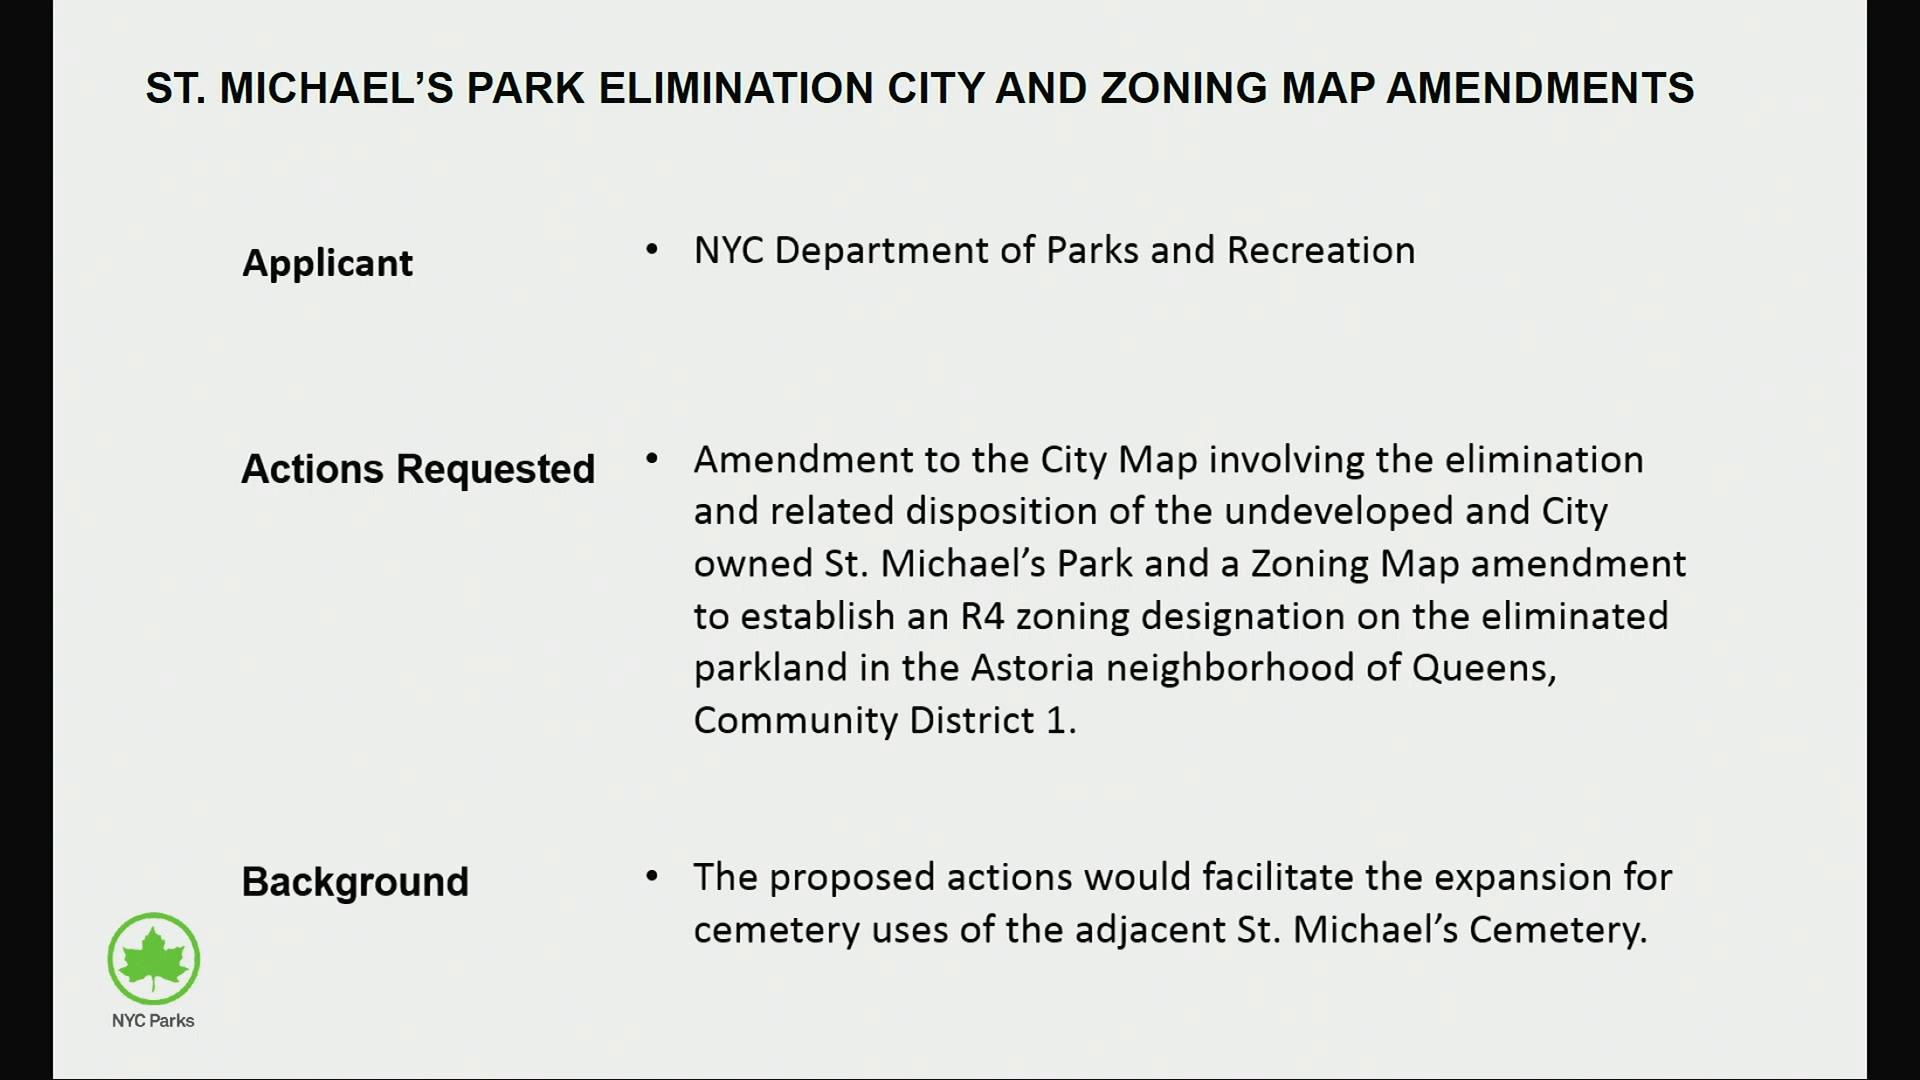 ST. MICHAEL’S PARK ELIMINATION CITY AND ZONING MAP AMENDMENTS
Applicant
• NYC Department of Parks and Recreation
Actions Requested
• Amendment to the City Map involving the elimination
and related disposition of the undeveloped and City
owned St. Michael’s Park and a Zoning Map amendment
to establish an R4 zoning designation on the eliminated
parkland in the Astoria neighborhood of Queens,
Community District 1.
Background
• The proposed actions would facilitate the expansion for
cemetery uses of the adjacent St. Michael’s Cemetery.
NYC Parks